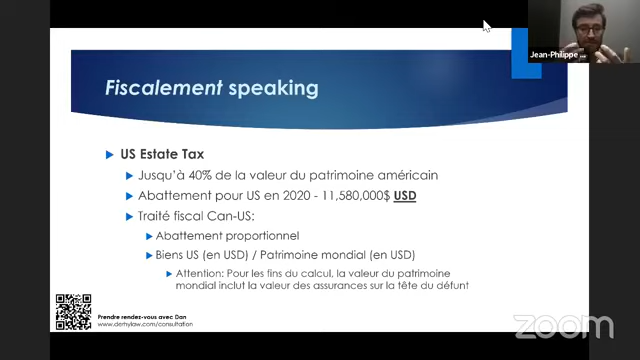 Jean-Philippe
Fiscalement speaking
US Estate Tax
Jusqu'à 40% de la valeur du patrimoine américain
Abattement pour US en 2020 - 11,580,000$ USD
Traité fiscal Can-US:
Abattement proportionnel
Biens US (en USD) / Patrimoine mondial (en USD)
Attention: Pour les fins du calcul, la valeur du patrimoine
mondial inclut la valeur des assurances sur la tête du défunt
Prendre rendez-vous avec Dan
www.derhylaw.com/consultation
zoom